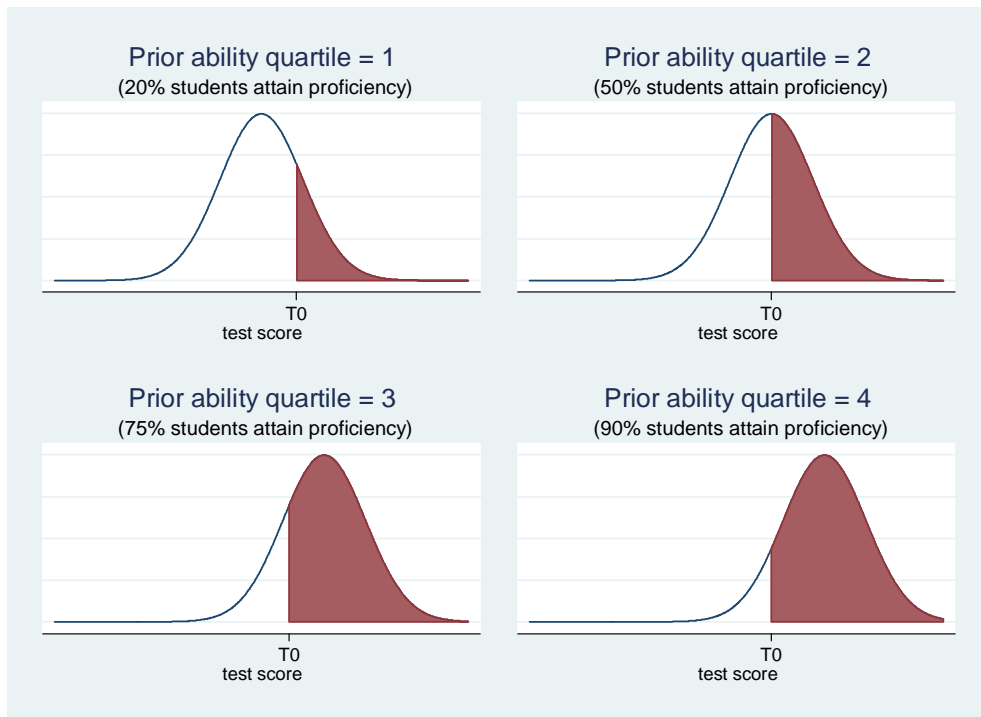 Prior ability quartile = 1
(20% students attain proficiency)
T0
test score
Prior ability quartile = 2
(50% students attain proficiency)
T0
test score
Prior ability quartile = 3
(75% students attain proficiency)
T0
test score
Prior ability quartile = 4
(90% students attain proficiency)
T0
test score